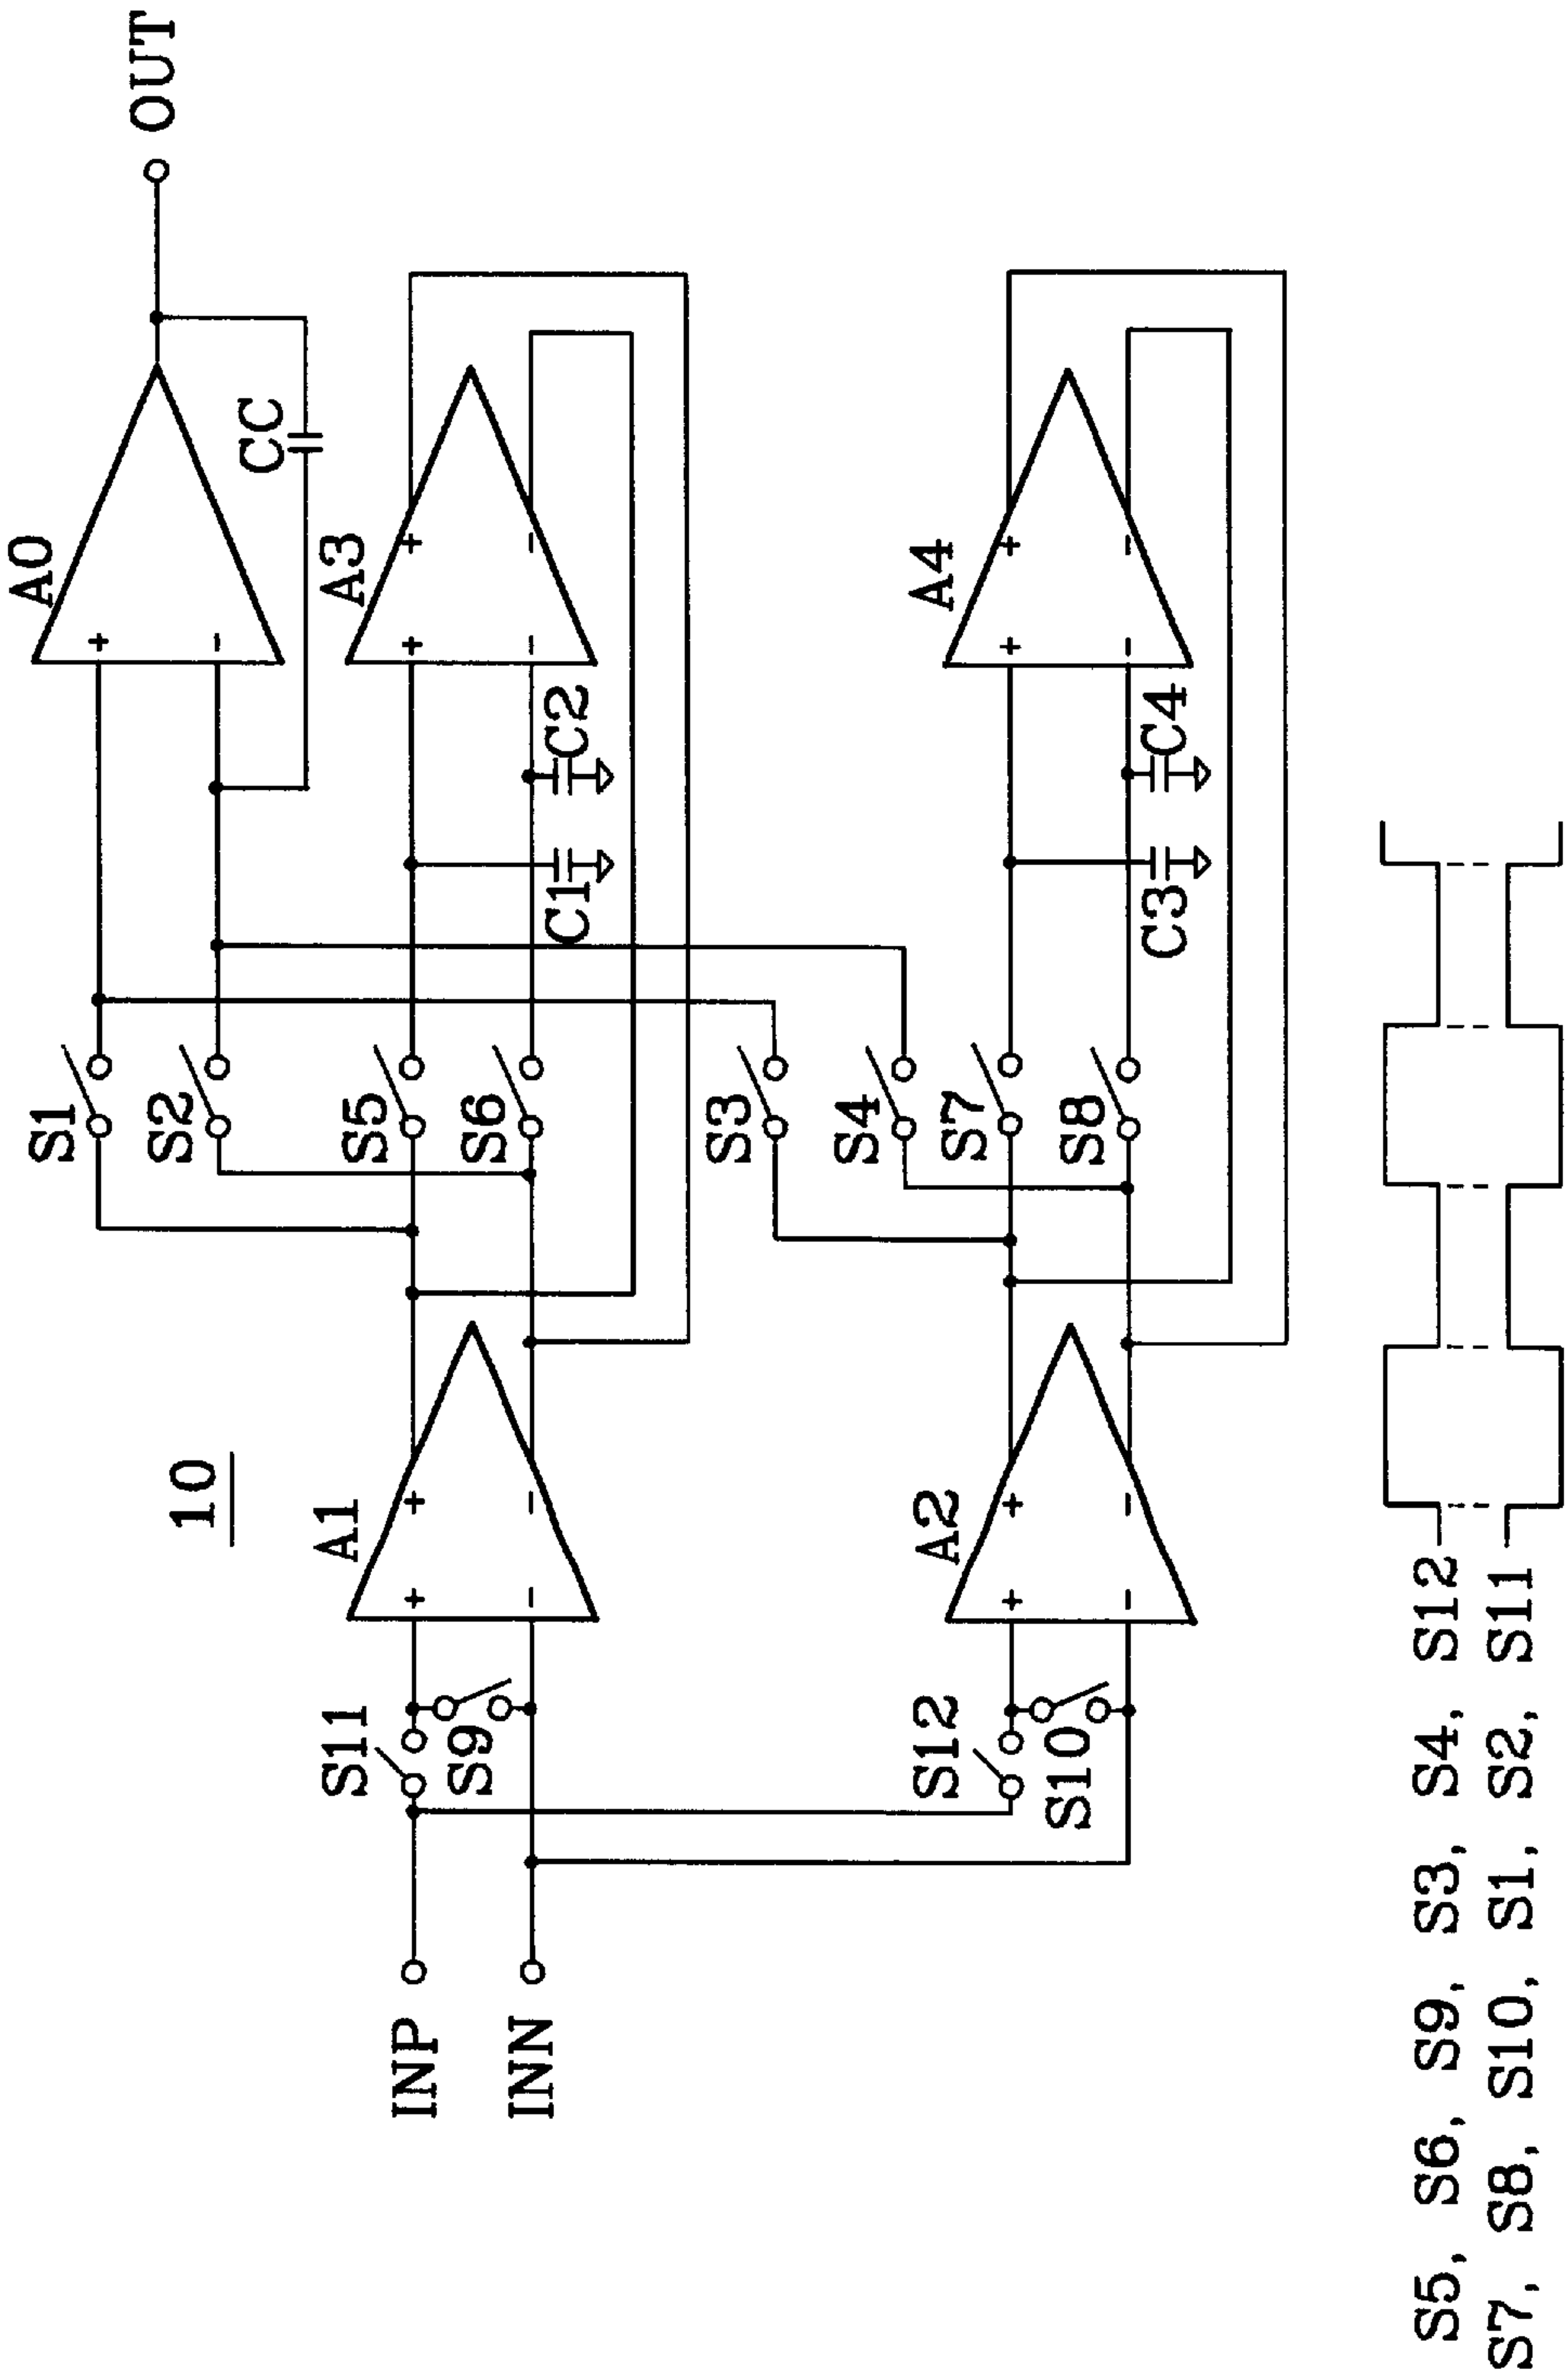 10
OUT
A0
CC
S1
S2
A3
S5
S6
C1
C2
A1
+
-
S11
S9
INP
INN
S3
S4
A4
S7
S8
C3
C4
A2
S12
S10
S5, S6, S9, S3, S4, S12
S7, S8, S10, S1, S2, S11